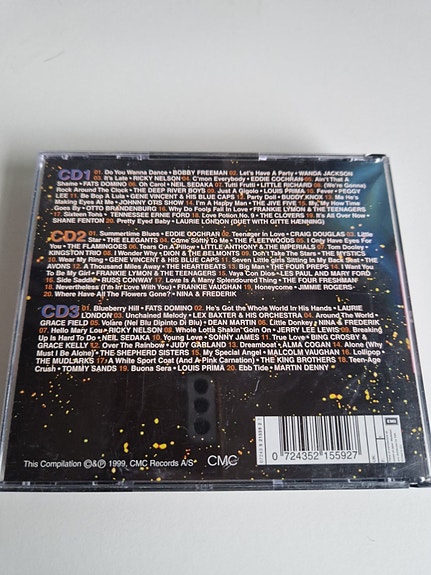 CD1 01. Do You Wanna Dance • BOBBY FREEMAN 02. Let's Have A Party • WANDA JACKSON
03. It's Late • RICKY NELSON 04. C'mon Everybody • EDDIE COCHRAN 05. Ain't That A
Shame • FATS DOMINO 06. Oh Carol • NEIL SEDAKA 07. Tutti Frutti • LITTLE RICHARD 08. (We're Gonna)
Rock Around The Clock • THE DEEP RIVER BOYS 09. Just A Gigolo • LOUIS PRIMA 10. Fever • PEGGY
LEE 11. Be Bop A Lula • GENE VINCENT & HIS BLUE CAPS 12. Party Doll • BUDDY KNOX 13. Ma He's
Making Eyes At Me • JOHNNY OTIS SHOW 14. I'm A Hog For You • THE JIVE FIVE 15. My, My How Time
Goes By • OTTO BRANDENBURG 16. Why Do Fools Fall In Love • FRANKIE LYMON & THE TEENAGERS
17. Sixteen Tons • TENNESSEE ERNIE FORD 18. Love Potion No. 9 • THE CLOVERS 19. It's All Over Now •
SHANE FENTON 20. Pretty Eyed Baby • LAURIE LONDON (DUET WITH GITTE HÆNNING)
CD2 01. Summertime Blues • EDDIE COCHRAN 02. Teenager In Love • CRAIG DOUGLAS 03. Little
Star • THE ELEGANTS 04. Come Softly To Me • THE FLEETWOODS 05. I Only Have Eyes For
You • THE FLAMINGOES 06. Tears On A Pillow • LITTLE ANTHONY & THE IMPERIALS 07. Tom Dooley •
KINGSTON TRIO 08. I Wonder Why • DION & THE BELMONTS 09. Don't Take The Stars • THE MYSTICS
10. Wear My Ring • GENE VINCENT & HIS BLUE CAPS 11. Seven Little girls Sitting In My Back Seat • THE
AVONS 12. A Thousand Miles Away • THE HEARTBEATS 13. Big Man • THE FOUR PREPS 14. I Want You
To Be My Girl • FRANKIE LYMON & THE TEENAGERS 15. Vaya Con Dios • LES PAUL AND MARY FORD
16. Side Saddle • RUSS CONWAY 17. Love Is A Many Splendoured Thing • THE FOUR FRESHMAN
18. Nevertheless (I'm In Love With You) • FRANKIE VAUGHAN 19. Honeycome • JIMMIE RODGERS
20. Where Have All The Flowers Gone? • NINA & FREDERIK
CD3 01. Blueberry Hill • FATS DOMINO 02. He's Got The Whole World In His Hands • LAURIE
LONDON 03. Unchained Melody • LEX BAXTER & HIS ORCHESTRA 04. Around The World •
GRACE FIELD 05. Volare (Nel Blu Dipinto Di Blu) • DEAN MARTIN 06. Little Donkey • NINA & FREDERIK
07. Hello Mary Lou • RICKY NELSON 08. Whole Lotta Shakin' Goin On • JERRY LEE LEWIS 09. Breaking
Up Is Hard To Do • NEIL SEDAKA 10. Young Love • SONNY JAMES 11. True Love • BING CROSBY &
GRACE KELLY 12. Over The Rainbow • JUDY GARLAND 13. Dreamboat • ALMA COGAN 14. Alone (Why
Must I Be Alone) • THE SHEPHERD SISTERS 15. My Special Angel • MALCOLM VAUGHAN 16. Lollipop •
THE MUDLARKS 17. A White Sport Coat (And A Pink Carnation) • THE KING BROTHERS 18. Teen-Age
Crush • TOMMY SANDS 19. Buona Sera • LOUIS PRIMA 20. Ebb Tide • MARTIN DENNY
This Compilation ©&℗ 1999, CMC Records A/S
CMC
EMI
0 724352 155927